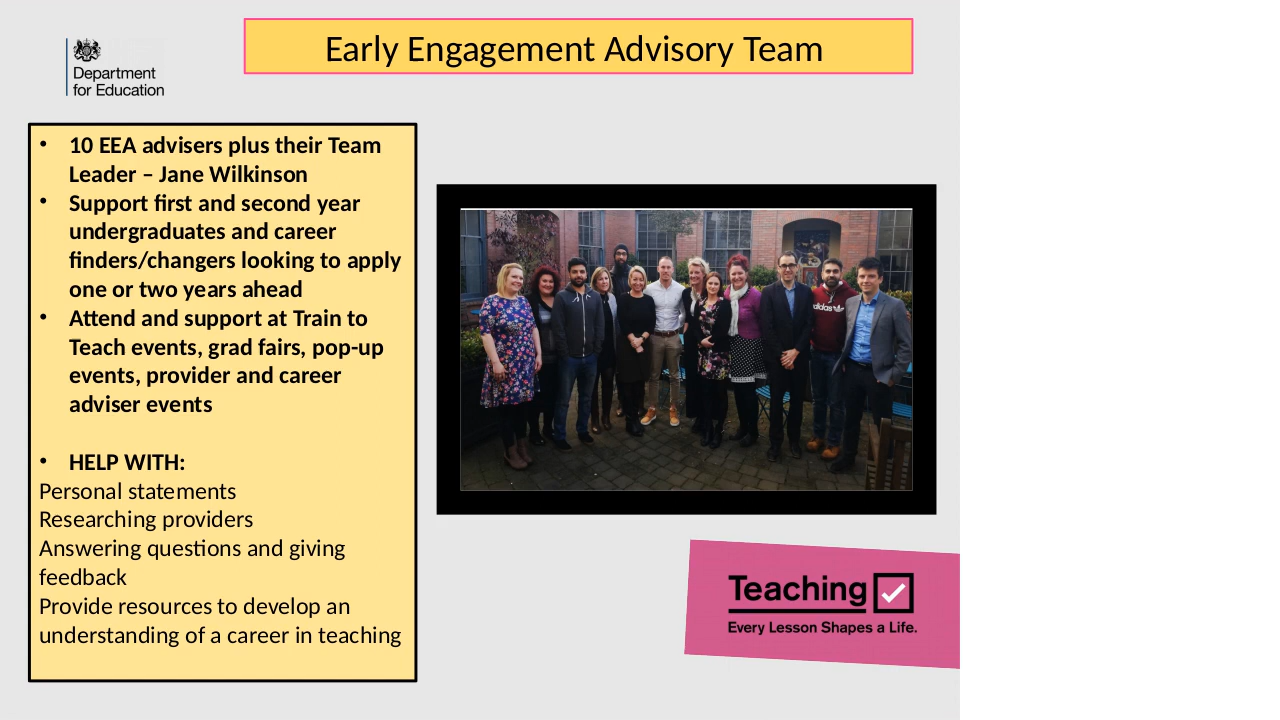 Early Engagement Advisory Team
Department
for Education
• 10 EEA advisers plus their Team
Leader – Jane Wilkinson
• Support first and second year
undergraduates and career
finders/changers looking to apply
one or two years ahead
• Attend and support at Train to
Teach events, grad fairs, pop-up
events, provider and career
adviser events
• HELP WITH:
Personal statements
Researching providers
Answering questions and giving
feedback
Provide resources to develop an
understanding of a career in teaching
adidas
Teaching
Every Lesson Shapes a Life.